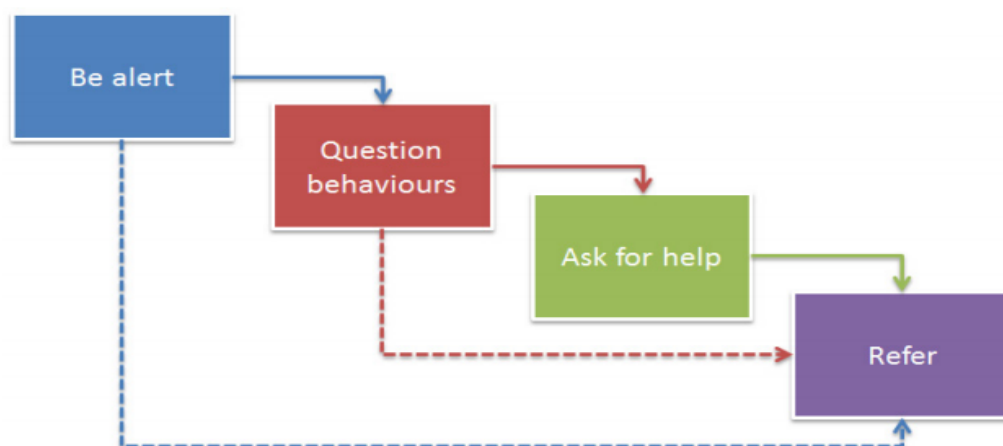 Be alert
Question
behaviours
Ask for help
Refer